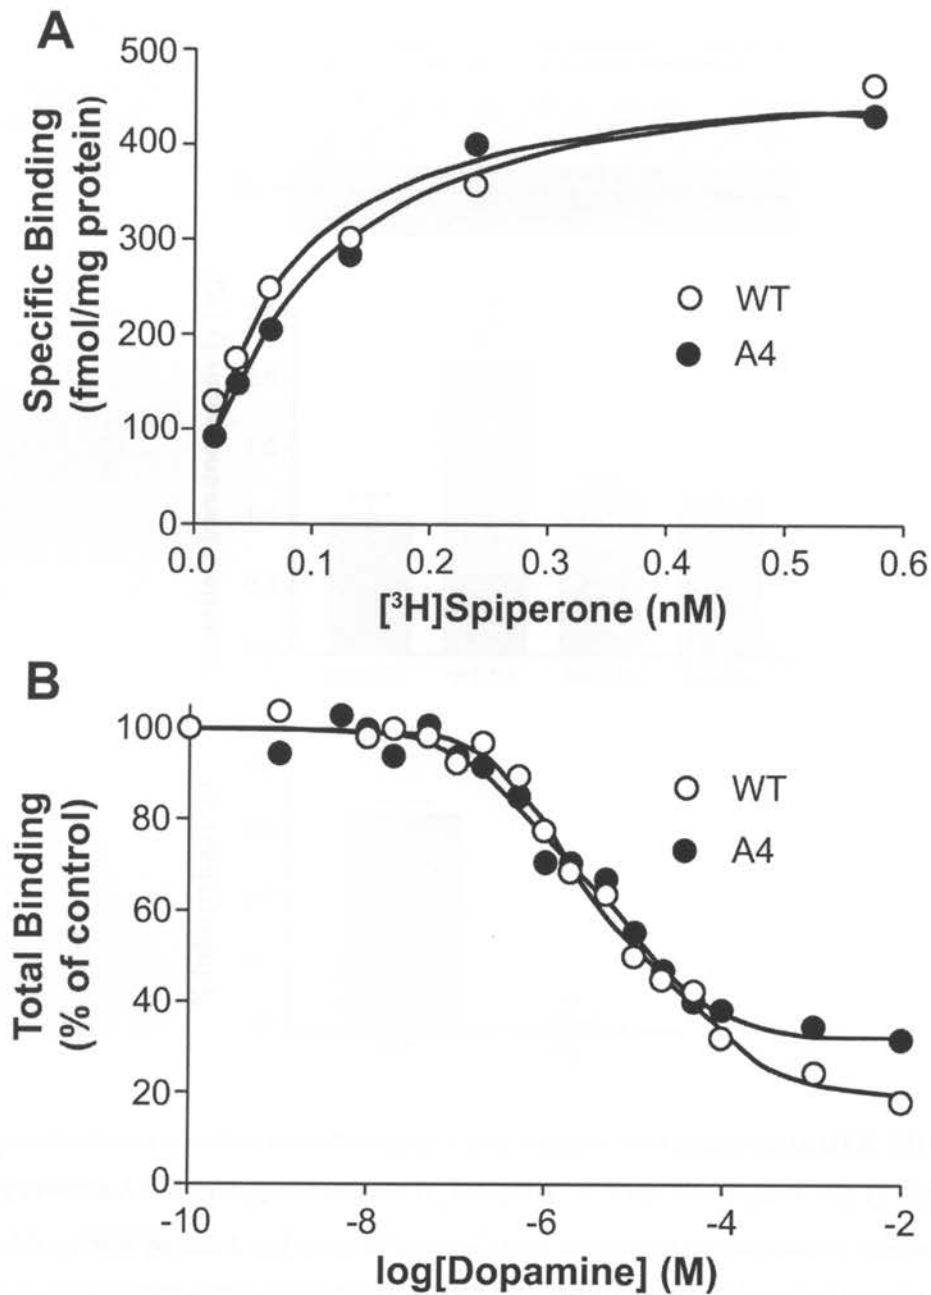 A
500
400
300
200
100
0
Specific Binding
(fmol/mg protein)
WT
A4
0.0 0.1 0.2 0.3 0.4 0.5 0.6
[³H]Spiperone (nM)
B
100
80
60
40
20
0
Total Binding
(% of control)
WT
A4
-10 -8 -6 -4 -2
log[Dopamine] (M)